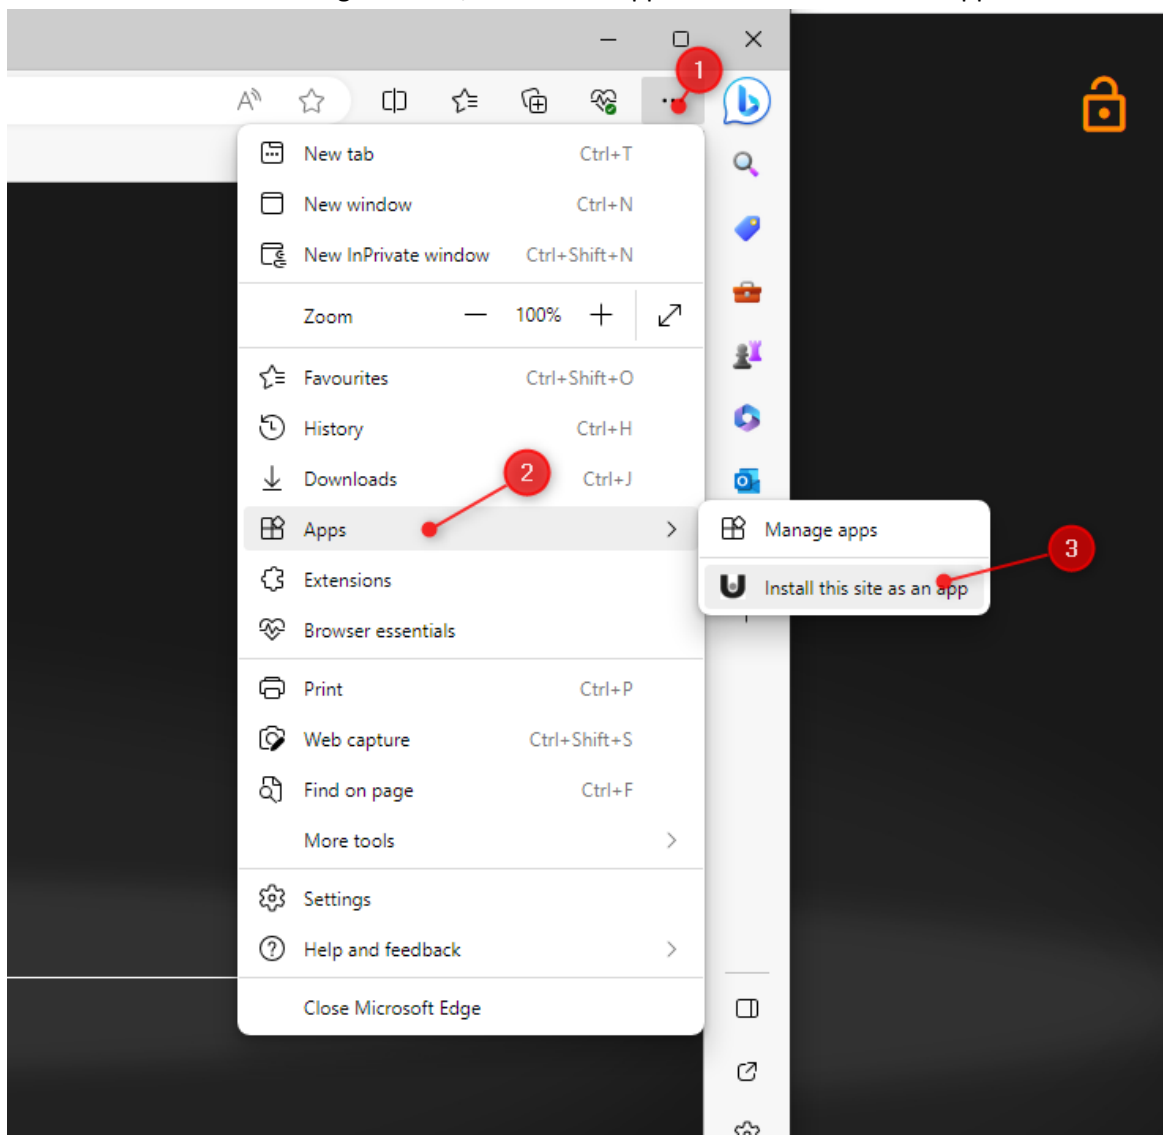 1
A
New tab Ctrl+T
New window Ctrl+N
New InPrivate window Ctrl+Shift+N
Zoom — 100% +
Favourites Ctrl+Shift+O
History Ctrl+H
Downloads Ctrl+J
2
Apps
Manage apps
3
Install this site as an app
Extensions
Browser essentials
Print Ctrl+P
Web capture Ctrl+Shift+S
Find on page Ctrl+F
More tools
Settings
Help and feedback
Close Microsoft Edge